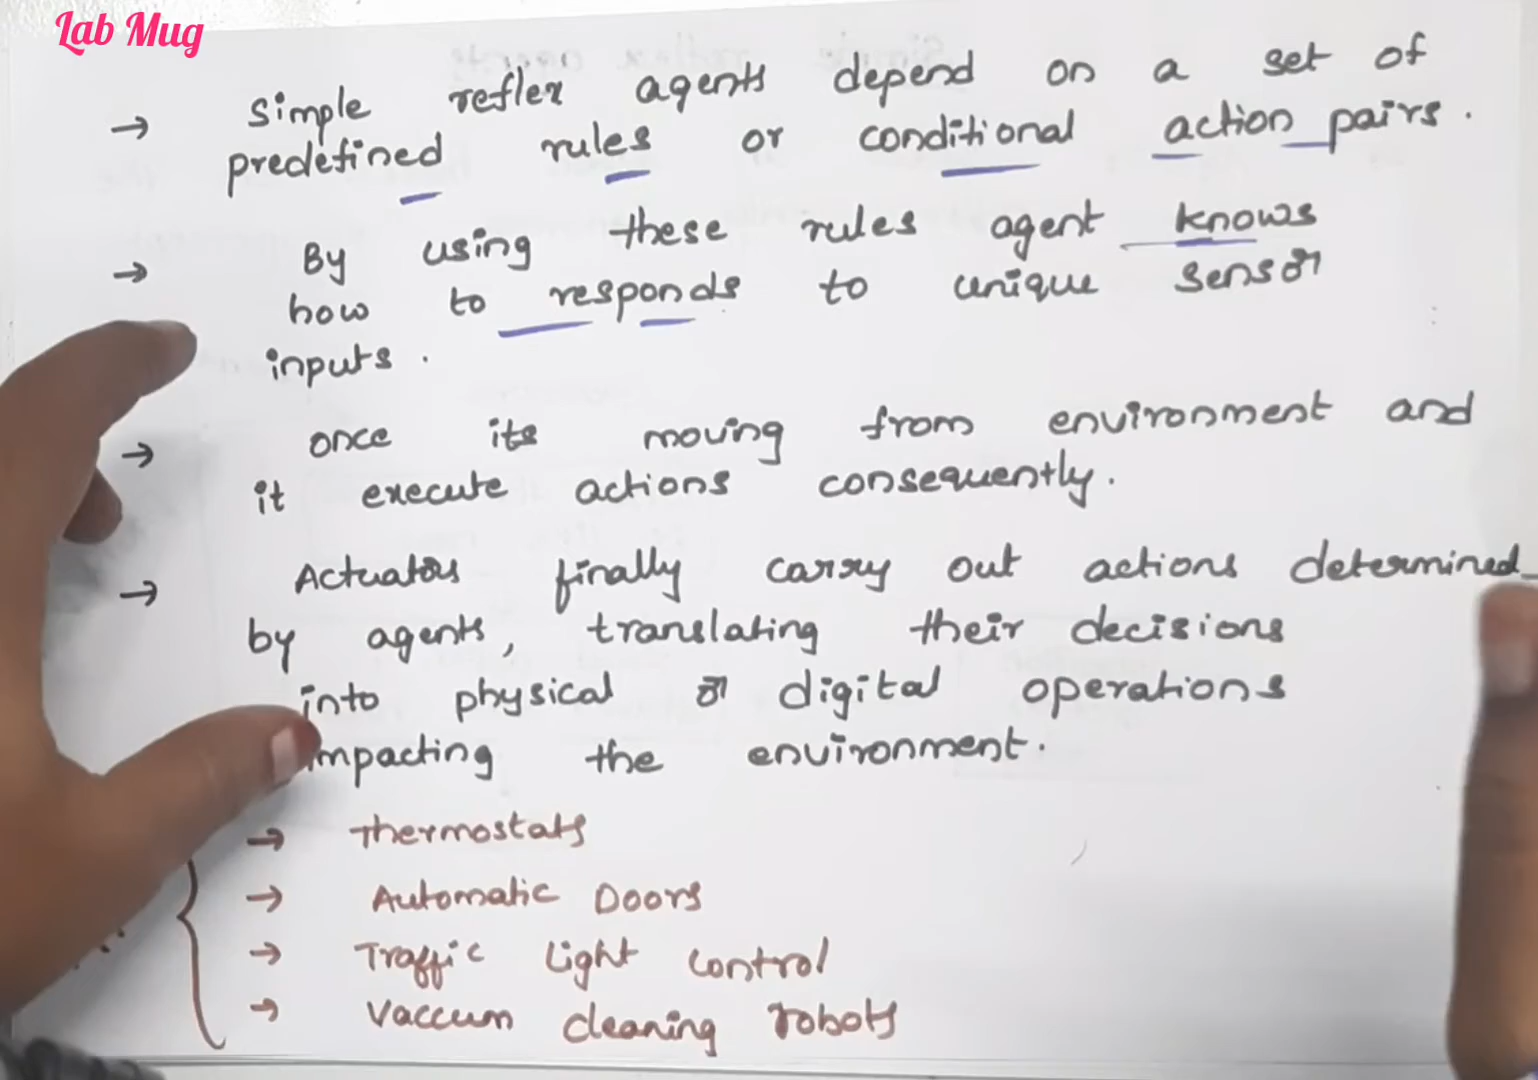 Lab Mug
→ Simple reflex agents depend on a set of
predefined rules or conditional action pairs.
→ By using these rules agent knows
how to responds to unique sensor
inputs.
→ once its moving from environment and
it execute actions consequently.
→ Actuators finally carry out actions determined
by agents, translating their decisions
into physical or digital operations
impacting the environment.
→ Thermostats
→ Automatic Doors
→ Traffic Light Control
→ Vaccum cleaning robots